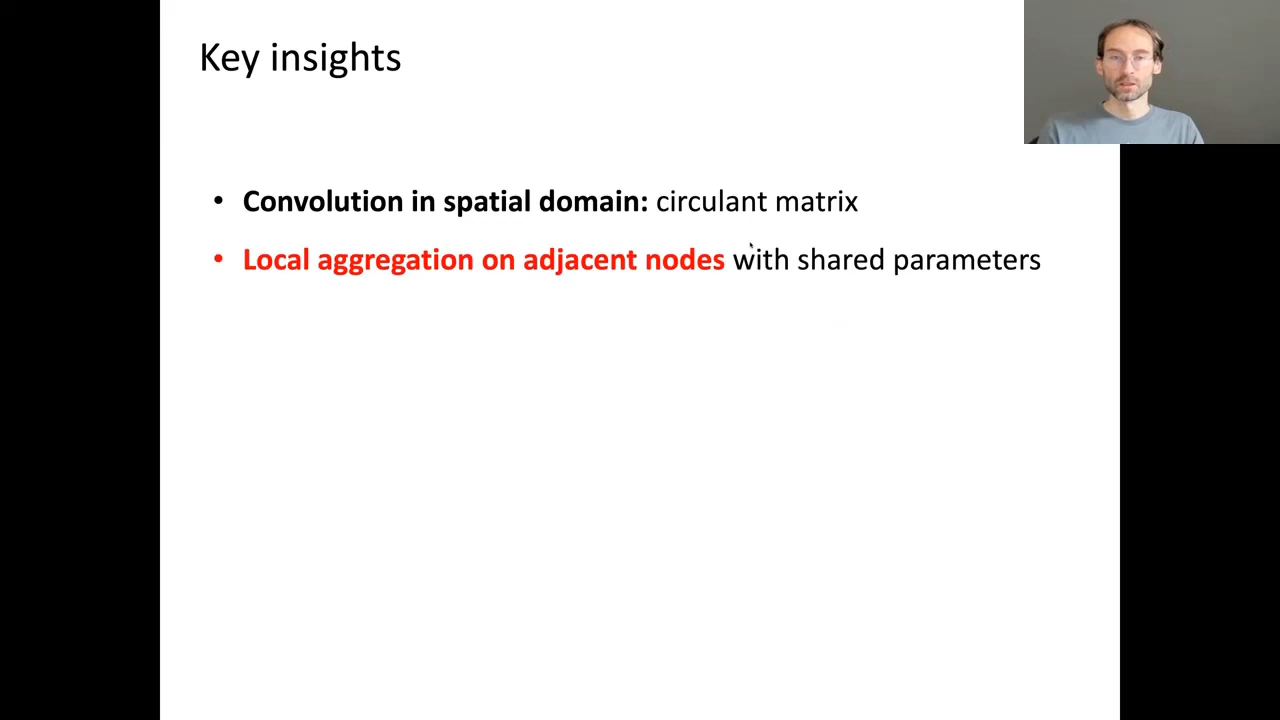 Key insights
• Convolution in spatial domain: circulant matrix
• Local aggregation on adjacent nodes with shared parameters